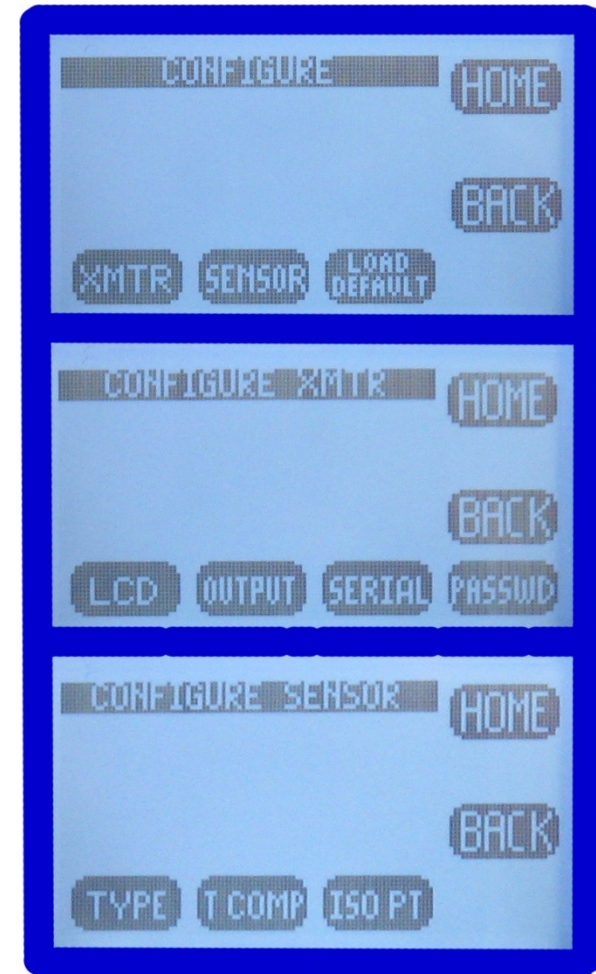 CONFIGURE
HOME
BACK
XMTR SENSOR LOAD DEFAULT
CONFIGURE XMTR
HOME
BACK
LCD OUTPUT SERIAL PASSWD
CONFIGURE SENSOR
HOME
BACK
TYPE T COMP ISO PT